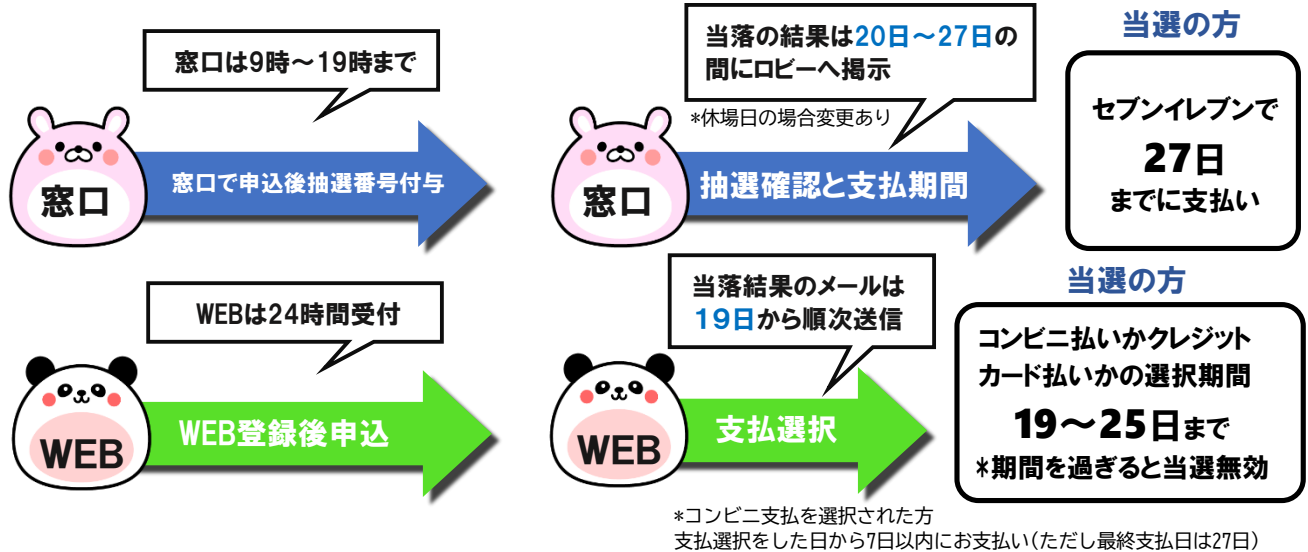 窓口は9時～19時まで
窓口
窓口で申込後抽選番号付与
当落の結果は20日～27日の
間にロビーへ掲示
*休場日の場合変更あり
窓口
抽選確認と支払期間
当選の方
セブンイレブンで
27日
までに支払い
WEBは24時間受付
WEB
WEB登録後申込
当落結果のメールは
19日から順次送信
WEB
支払選択
当選の方
コンビニ払いかクレジット
カード払いかの選択期間
19～25日まで
*期間を過ぎると当選無効
*コンビニ支払を選択された方
支払選択をした日から7日以内にお支払い(ただし最終支払日は27日)